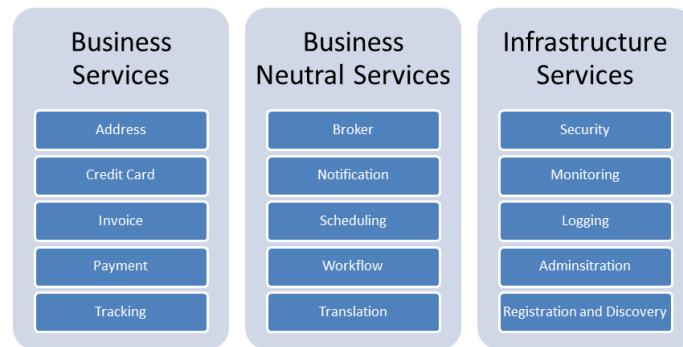 Business
Services
Address
Credit Card
Invoice
Payment
Tracking
Business
Neutral Services
Broker
Notification
Scheduling
Workflow
Translation
Infrastructure
Services
Security
Monitoring
Logging
Adminsitration
Registration and Discovery